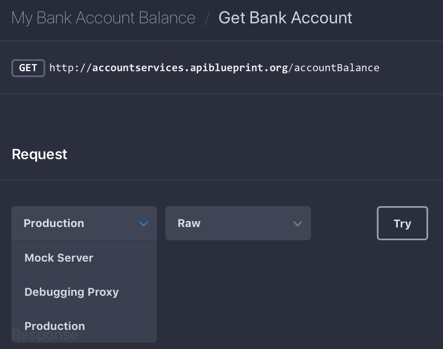 My Bank Account Balance / Get Bank Account
GET http://accountservices.apiblueprint.org/accountBalance
Request
Production Raw Try
Mock Server
Debugging Proxy
Production
Response